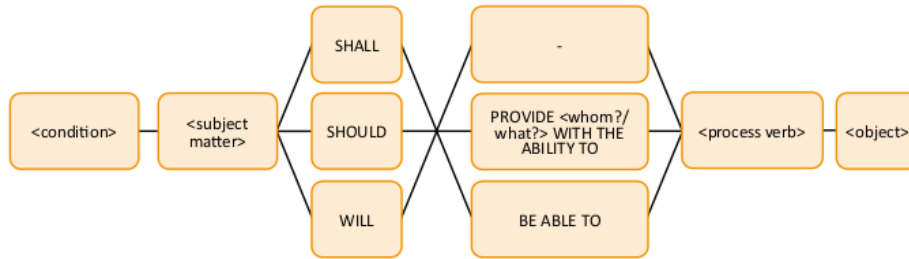 <condition>
<subject
matter>
SHALL
SHOULD
WILL
-
PROVIDE <whom?/
what?> WITH THE
ABILITY TO
BE ABLE TO
<process verb>
<object>